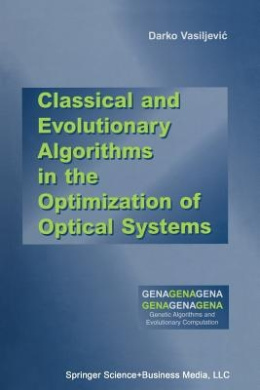 Darko Vasiljević
Classical and
Evolutionary
Algorithms
in the
Optimization of
Optical Systems
GENAGENAGENA
GENAGENAGENA
Genetic Algorithms and
Evolutionary Computation
Springer Science+Business Media, LLC